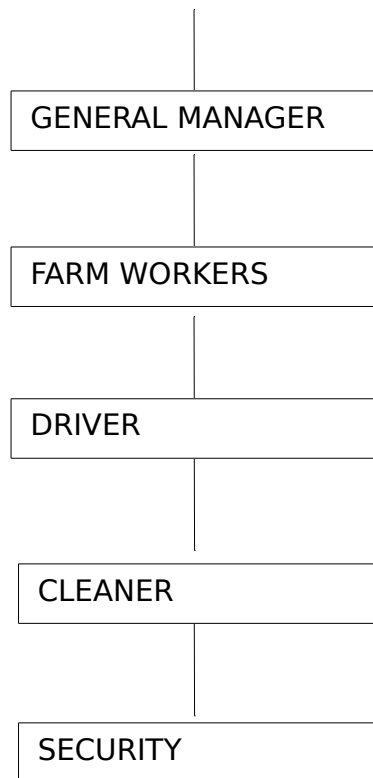 GENERAL MANAGER
FARM WORKERS
DRIVER
CLEANER
SECURITY